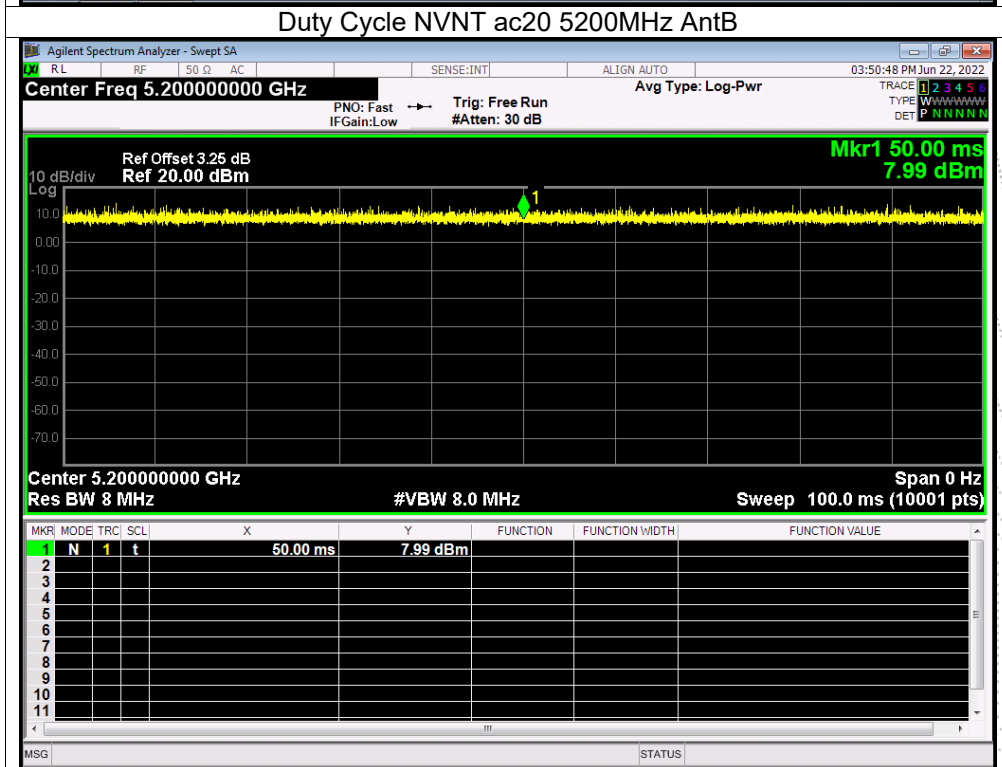 Duty Cycle NVNT ac20 5200MHz AntB
Agilent Spectrum Analyzer - Swept SA
LXI RL RF 50 Ω AC SENSE:INT ALIGN AUTO 03:50:48 PM Jun 22, 2022
Center Freq 5.200000000 GHz Avg Type: Log-Pwr TRACE 1 2 3 4 5 6
PNO: Fast Trig: Free Run TYPE WWWWWW
IFGain:Low #Atten: 30 dB DET P N N N N N
Mkr1 50.00 ms
Ref Offset 3.25 dB
10 dB/div Ref 20.00 dBm 7.99 dBm
Log
1
10.0
0.00
-10.0
-20.0
-30.0
-40.0
-50.0
-60.0
-70.0
Center 5.200000000 GHz Span 0 Hz
Res BW 8 MHz #VBW 8.0 MHz Sweep 100.0 ms (10001 pts)
MKR MODE TRC SCL X Y FUNCTION FUNCTION WIDTH FUNCTION VALUE
1 N 1 t 50.00 ms 7.99 dBm
2
3
4
5
6
7
8
9
10
11
MSG STATUS